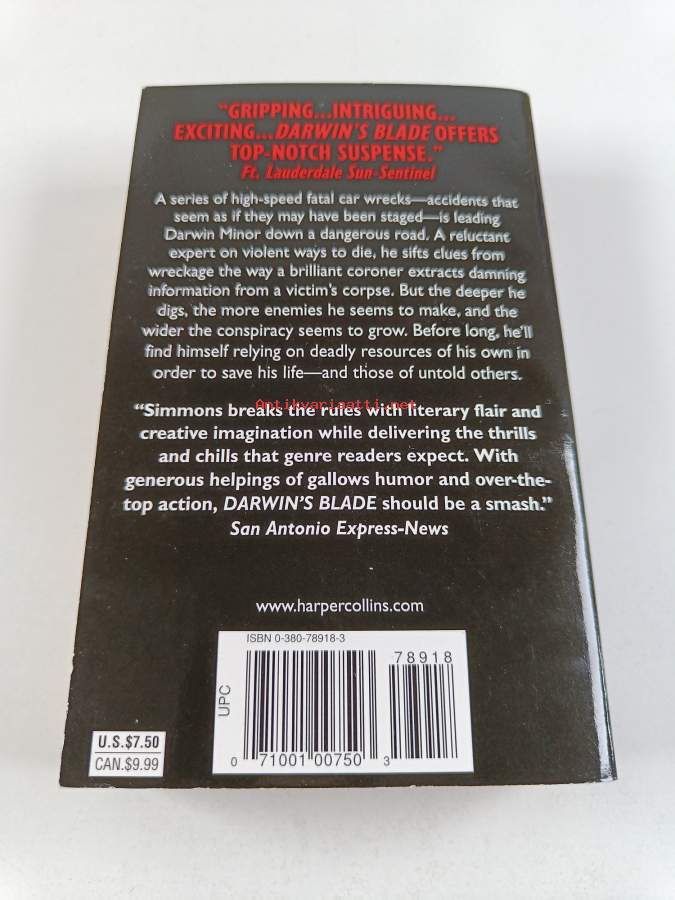 “GRIPPING...INTRIGUING...
EXCITING...DARWIN’S BLADE OFFERS
TOP-NOTCH SUSPENSE.”
Ft. Lauderdale Sun-Sentinel
A series of high-speed fatal car wrecks—accidents that
seem as if they may have been staged—is leading
Darwin Minor down a dangerous road. A reluctant
expert on violent ways to die, he sifts clues from
wreckage the way a brilliant coroner extracts damning
information from a victim’s corpse. But the deeper he
digs, the more enemies he seems to make, and the
wider the conspiracy seems to grow. Before long, he’ll
find himself relying on deadly resources of his own in
order to save his life—and those of untold others.
Antikvariaatti.net
“Simmons breaks the rules with literary flair and
creative imagination while delivering the thrills
and chills that genre readers expect. With
generous helpings of gallows humor and over-the-
top action, DARWIN’S BLADE should be a smash.”
San Antonio Express-News
www.harpercollins.com
ISBN 0-380-78918-3
78918
UPC
0 71001 00750 3
U.S.$7.50
CAN.$9.99